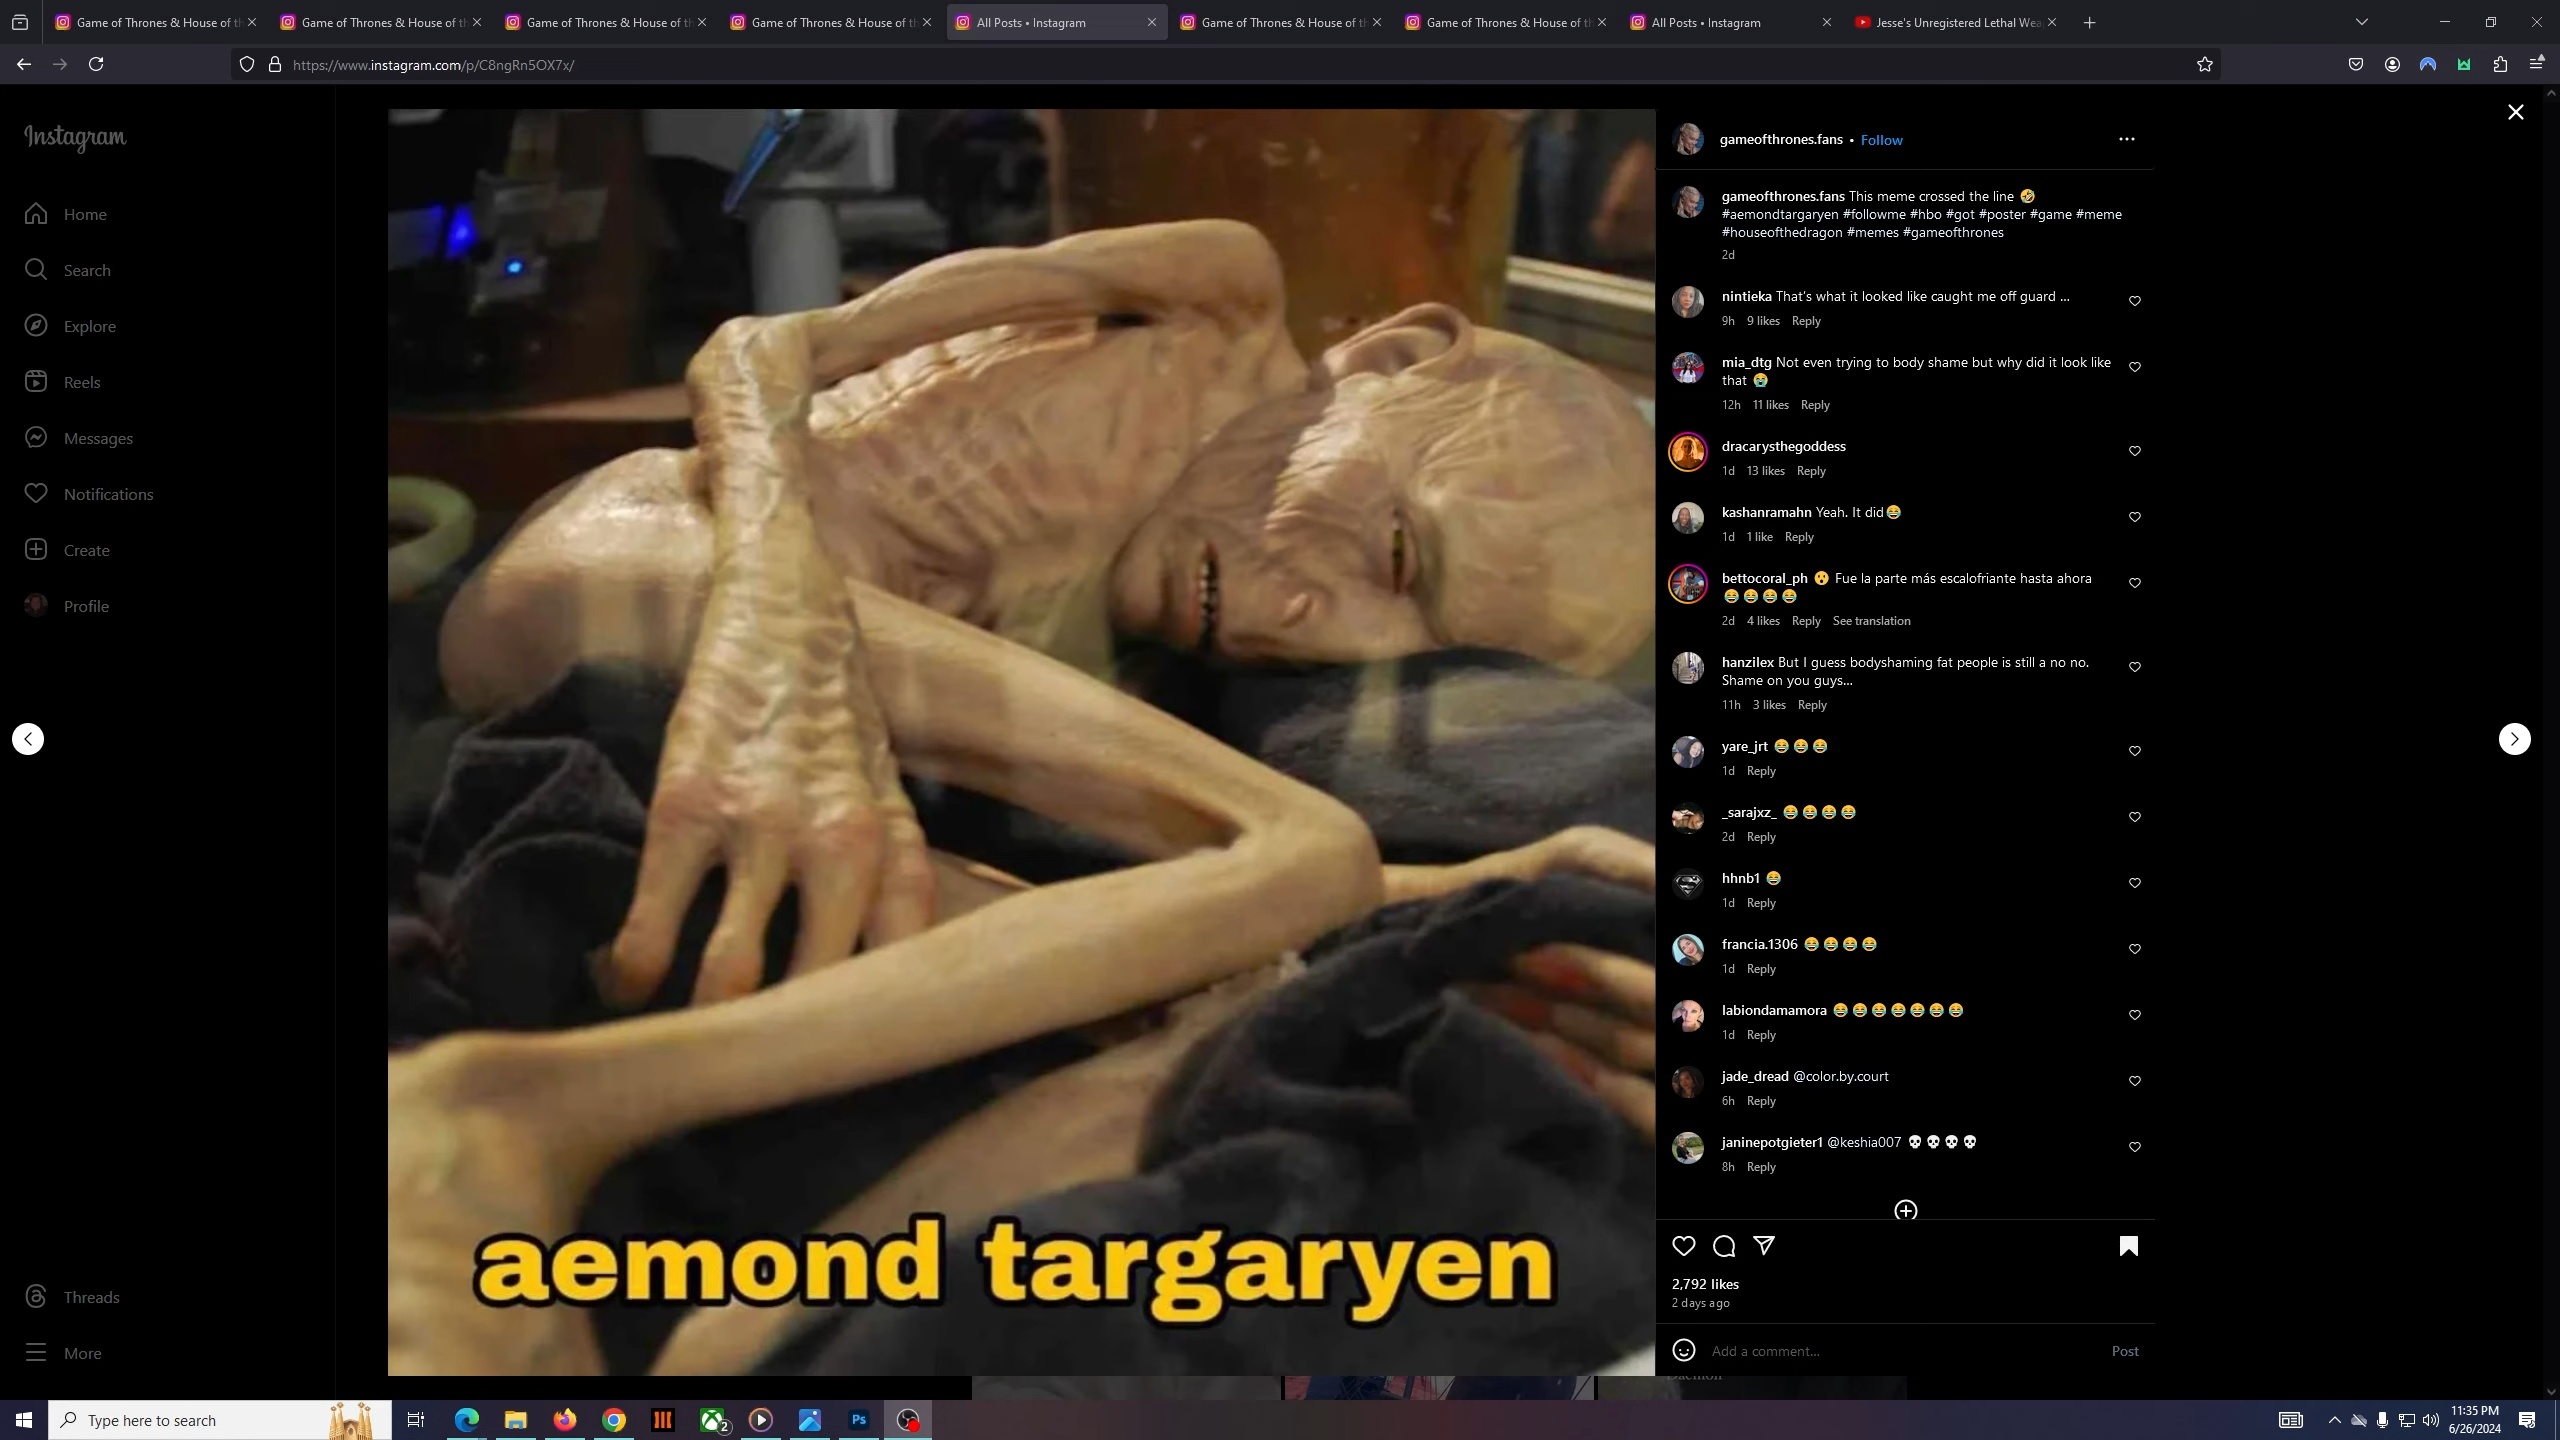 Game of Thrones & House of th
Game of Thrones & House of th
Game of Thrones & House of th
Game of Thrones & House of th
All Posts • Instagram
Game of Thrones & House of th
Game of Thrones & House of th
All Posts • Instagram
Jesse's Unregistered Lethal Wea
https://www.instagram.com/p/C8ngRn5OX7x/
Instagram
Home
Search
Explore
Reels
Messages
Notifications
Create
Profile
Threads
More
aemond targaryen
gameofthrones.fans • Follow
gameofthrones.fans This meme crossed the line 🤣
#aemondtargaryen #followme #hbo #got #poster #game #meme
#houseofthedragon #memes #gameofthrones
2d
nintieka That's what it looked like caught me off guard ...
9h 9 likes Reply
mia_dtg Not even trying to body shame but why did it look like
that 😭
12h 11 likes Reply
dracarysthegoddess
1d 13 likes Reply
kashanramahn Yeah. It did😂
1d 1 like Reply
bettocoral_ph 😮 Fue la parte más escalofriante hasta ahora
😂😂😂😂
2d 4 likes Reply See translation
hanzilex But I guess bodyshaming fat people is still a no no.
Shame on you guys...
11h 3 likes Reply
yare_jrt 😂😂😂
1d Reply
_sarajxz_ 😂😂😂😂
2d Reply
hhnb1 😂
1d Reply
francia.1306 😂😂😂😂
1d Reply
labiondamamora 😂😂😂😂😂😂😂
1d Reply
jade_dread @color.by.court
6h Reply
janinepotgieter1 @keshia007 💀💀💀💀
8h Reply
2,792 likes
2 days ago
Add a comment...
Post
Type here to search
2
Ps
11:35 PM
6/26/2024